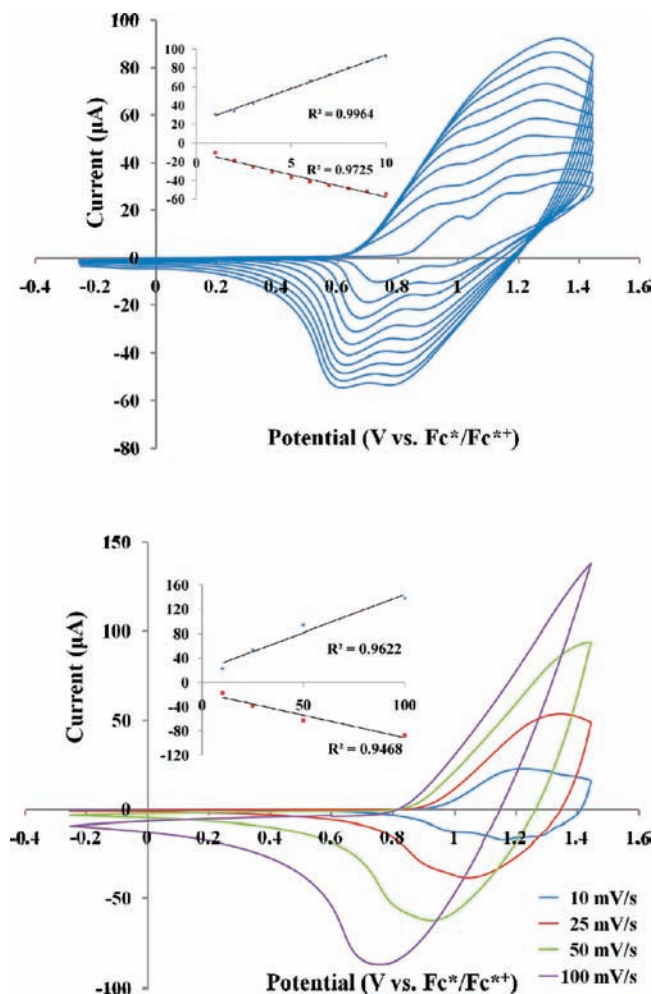 100
80
60
40
20
0
-20
-40
-60
-80
Current (µA)
-0.4 -0.2 0 0.2 0.4 0.6 0.8 1 1.2 1.4 1.6
Potential (V vs. Fc*/Fc*+)
100
80
60
40
20
0
-20
-40
-60
0 5 10
R² = 0.9964
R² = 0.9725
150
100
50
0
-50
-100
Current (µA)
-0.4 -0.2 0 0.2 0.4 0.6 0.8 1 1.2 1.4 1.6
Potential (V vs. Fc*/Fc*+)
160
120
80
40
0
-40
-80
-120
0 50 100
R² = 0.9622
R² = 0.9468
10 mV/s
25 mV/s
50 mV/s
100 mV/s